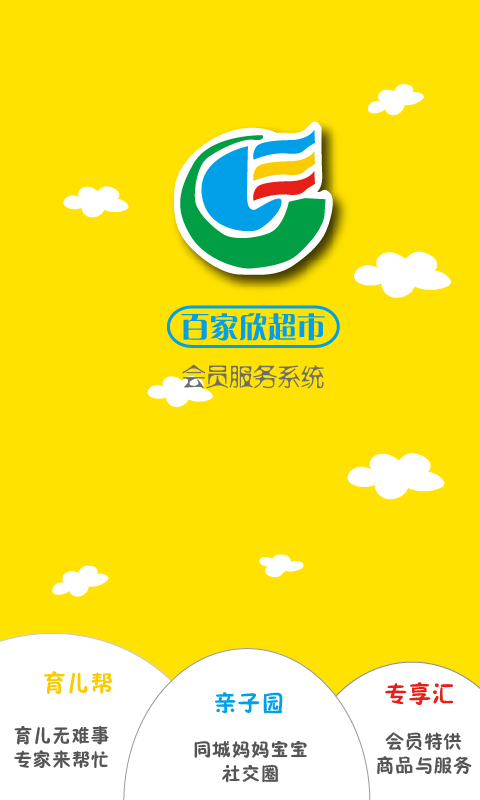 百家欣超市
会员服务系统
育儿帮
育儿无难事
专家来帮忙
亲子园
同城妈妈宝宝
社交圈
专享汇
会员特供
商品与服务